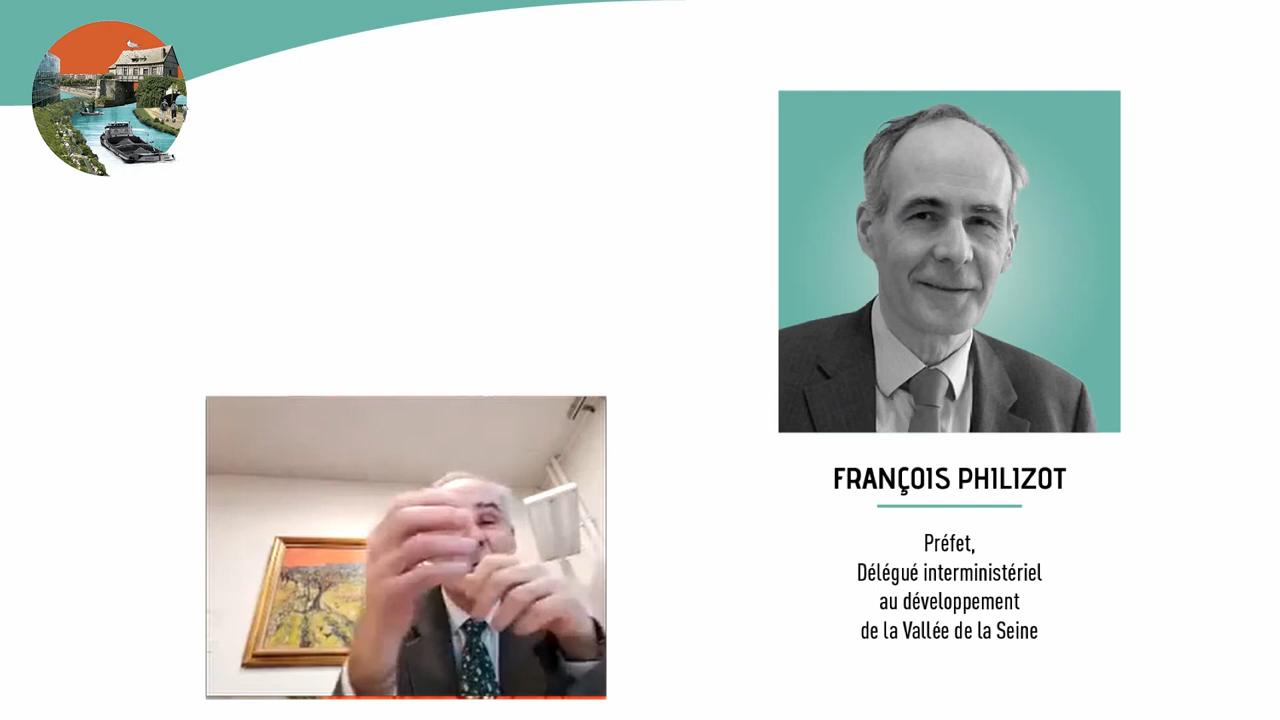 FRANÇOIS PHILIZOT
Préfet,
Délégué interministériel
au développement
de la Vallée de la Seine